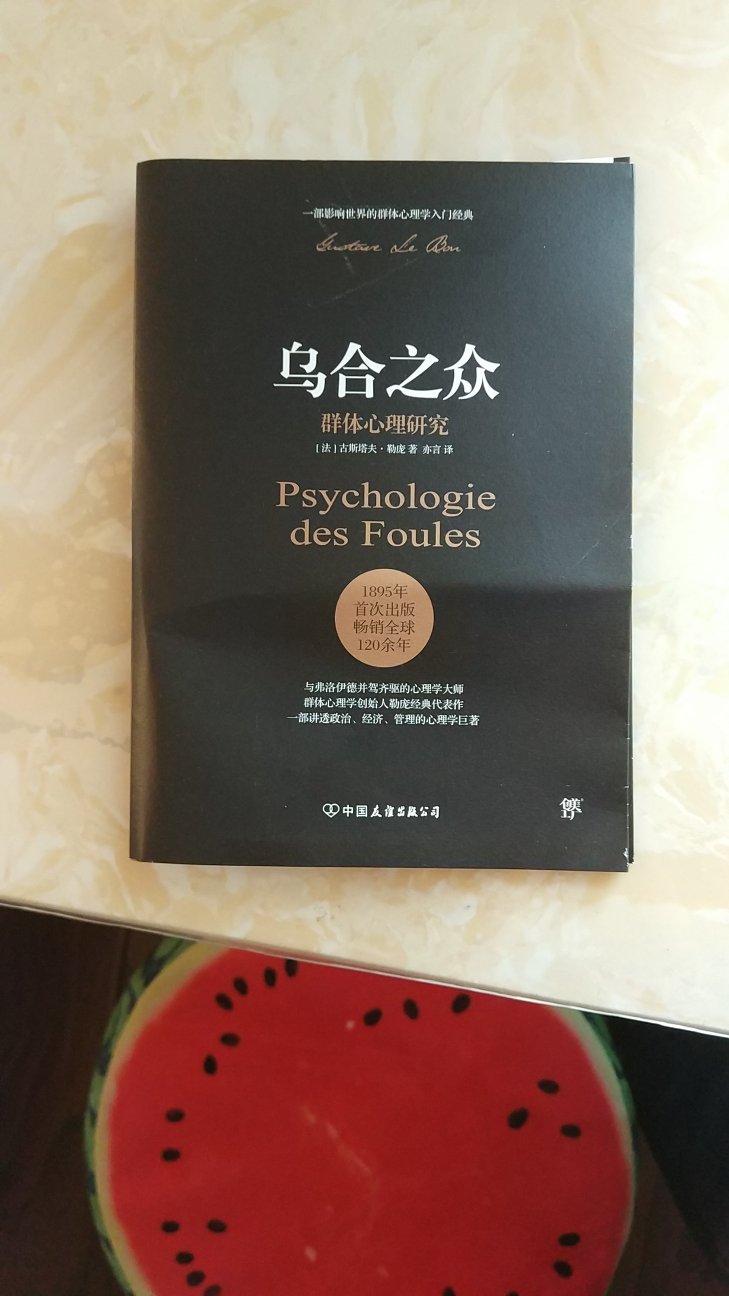 一部影响世界的群体心理学入门经典
Gustave Le Bon
乌合之众
群体心理研究
[法]古斯塔夫·勒庞 著 亦言 译
Psychologie
des Foules
1895年
首次出版
畅销全球
120余年
与弗洛伊德并驾齐驱的心理学大师
群体心理学创始人勒庞经典代表作
一部讲透政治、经济、管理的心理学巨著
中国友谊出版公司
创美工厂